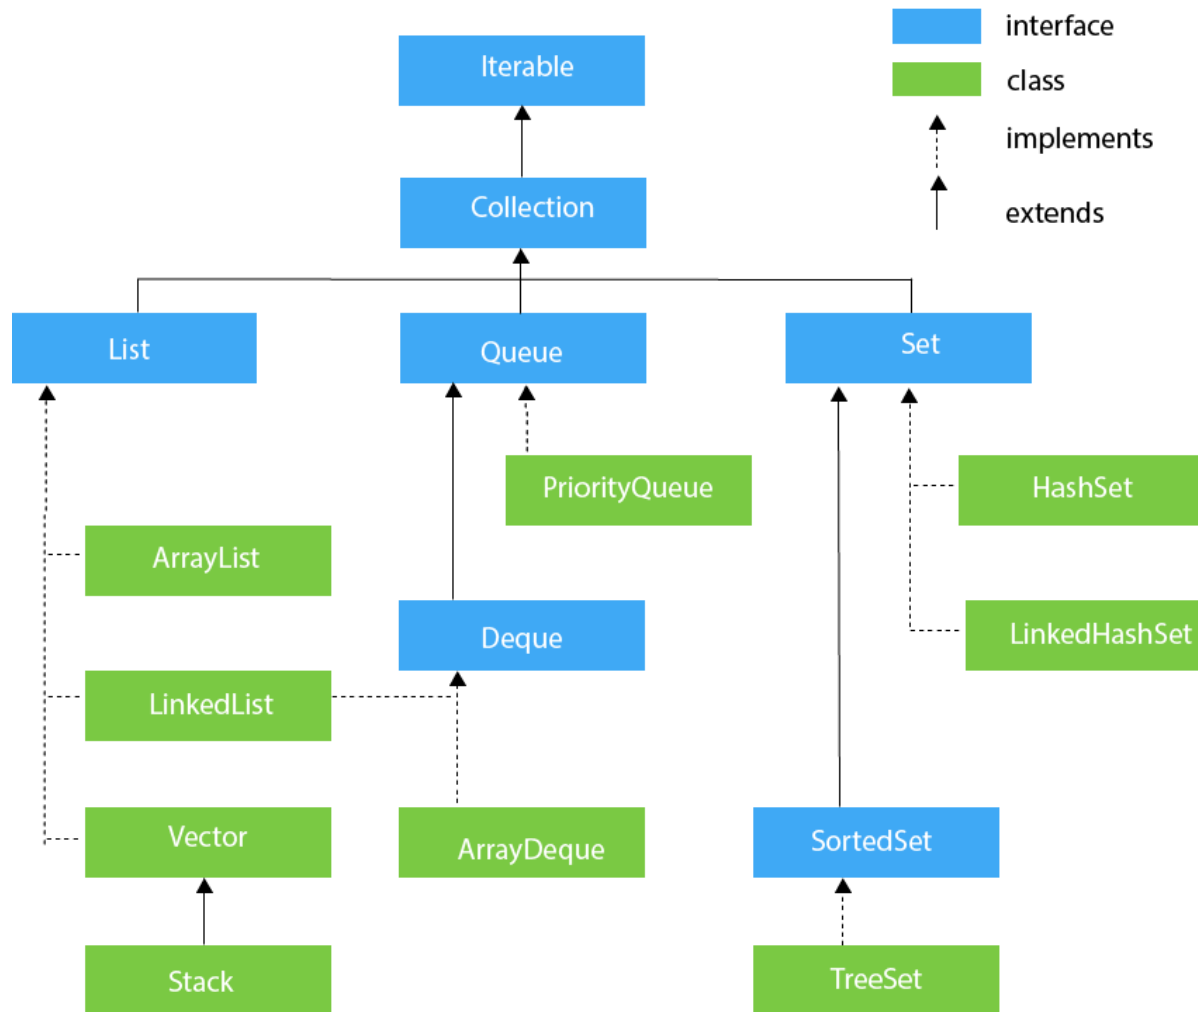 interface
Iterable
class
implements
Collection
extends
List
Queue
Set
PriorityQueue
HashSet
ArrayList
Deque
LinkedHashSet
LinkedList
Vector
ArrayDeque
SortedSet
Stack
TreeSet